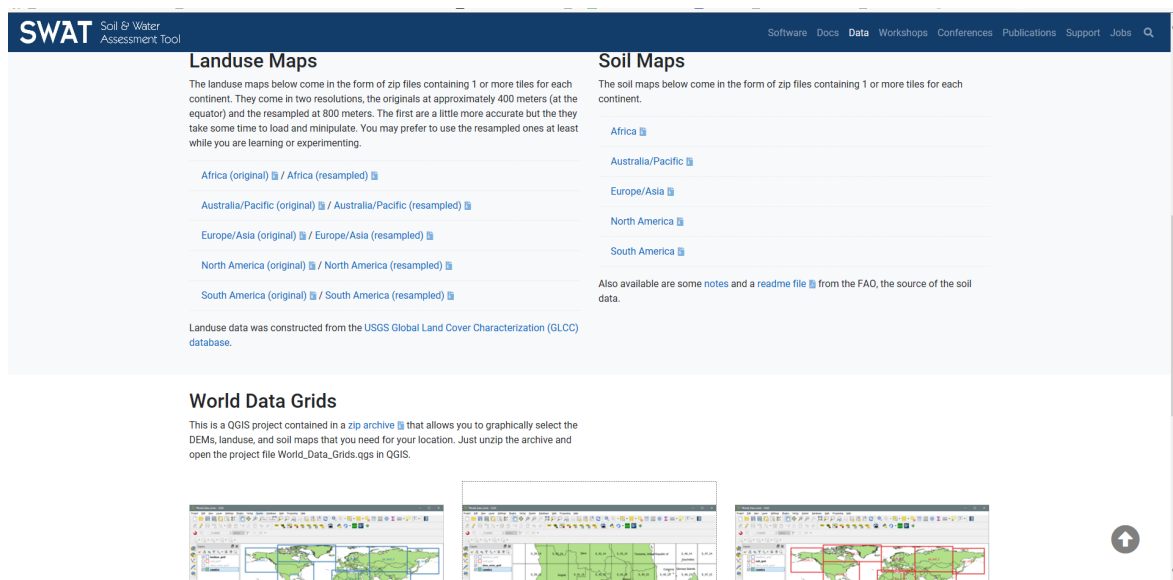 SWAT Soil & Water
Assessment Tool
Software Docs Data Workshops Conferences Publications Support Jobs
Landuse Maps
The landuse maps below come in the form of zip files containing 1 or more tiles for each
continent. They come in two resolutions, the originals at approximately 400 meters (at the
equator) and the resampled at 800 meters. The first are a little more accurate but the they
take some time to load and minipulate. You may prefer to use the resampled ones at least
while you are learning or experimenting.
Africa (original) / Africa (resampled)
Australia/Pacific (original) / Australia/Pacific (resampled)
Europe/Asia (original) / Europe/Asia (resampled)
North America (original) / North America (resampled)
South America (original) / South America (resampled)
Landuse data was constructed from the USGS Global Land Cover Characterization (GLCC)
database.
Soil Maps
The soil maps below come in the form of zip files containing 1 or more tiles for each
continent.
Africa
Australia/Pacific
Europe/Asia
North America
South America
Also available are some notes and a readme file from the FAO, the source of the soil
data.
World Data Grids
This is a QGIS project contained in a zip archive that allows you to graphically select the
DEMs, landuse, and soil maps that you need for your location. Just unzip the archive and
open the project file World_Data_Grids.qgs in QGIS.